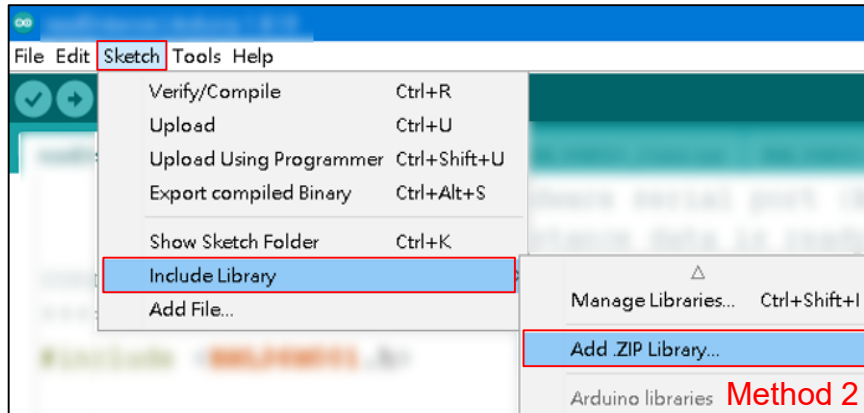 File Edit Sketch Tools Help
Verify/Compile Ctrl+R
Upload Ctrl+U
Upload Using Programmer Ctrl+Shift+U
Export compiled Binary Ctrl+Alt+S
Show Sketch Folder Ctrl+K
Include Library
Add File...
Manage Libraries... Ctrl+Shift+I
Add .ZIP Library...
Arduino libraries
Method 2